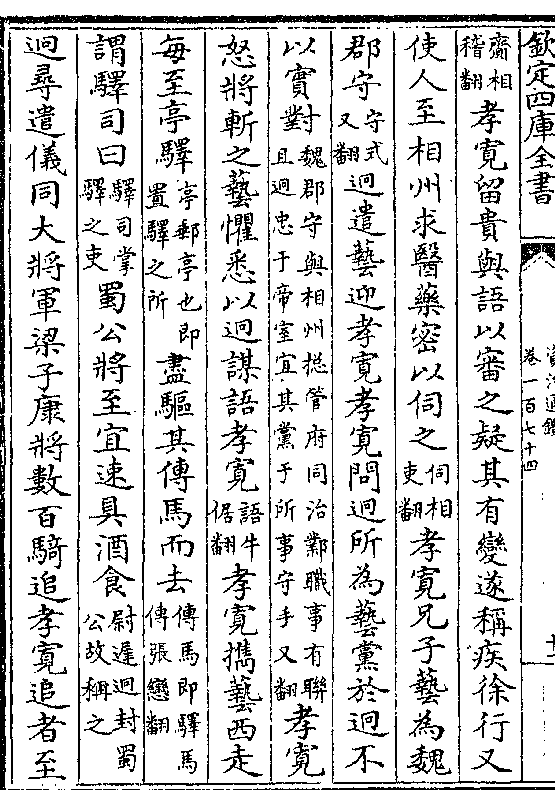 欽定四庫全書
資治通鑑
卷一百七十四
齎相稽翻孝寛留貴與語以審之疑其有變遂稱疾徐行又
使人至相州求醫藥密以伺之伺相吏翻孝寛兄子藝為魏
郡守守式又翻迥遣藝迎孝寛孝寛問迥所為藝黨於迥不
以實對魏郡守與相州揔管府同治鄴職事有聯且迥忠于帝室宜其黨于所事守手又翻孝寛
怒將斬之藝懼悉以迥謀語孝寛語牛倨翻孝寛擕藝西走
每至亭驛亭郵亭也即置驛之所盡驅其傳馬而去傳馬即驛馬傳張戀翻
謂驛司曰驛司掌驛之吏蜀公將至宜速具酒食尉遲迥封蜀公故稱之
迥尋遣儀同大將軍梁子康將數百騎追孝寛追者至